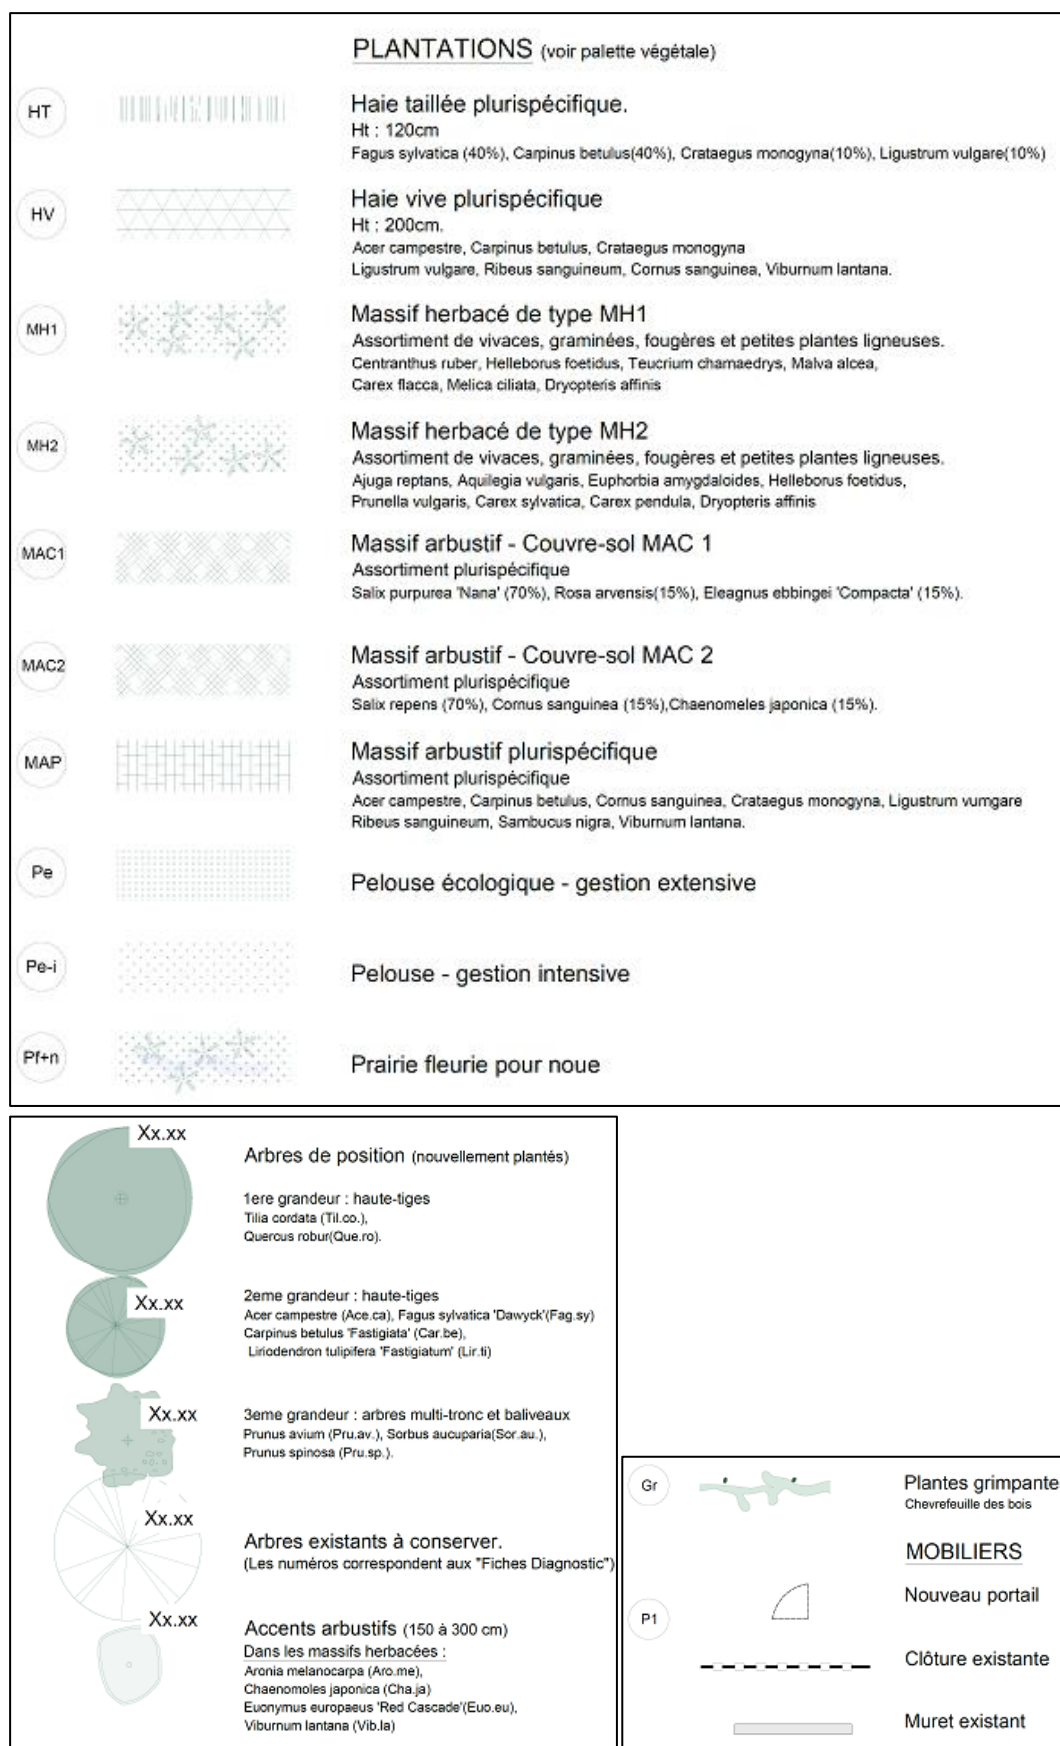 PLANTATIONS (voir palette végétale)
HT
Haie taillée plurispécifique.
Ht : 120cm
Fagus sylvatica (40%), Carpinus betulus(40%), Crataegus monogyna(10%), Ligustrum vulgare(10%)
HV
Haie vive plurispécifique
Ht : 200cm.
Acer campestre, Carpinus betulus, Crataegus monogyna
Ligustrum vulgare, Ribeus sanguineum, Cornus sanguinea, Viburnum lantana.
MH1
Massif herbacé de type MH1
Assortiment de vivaces, graminées, fougères et petites plantes ligneuses.
Centranthus ruber, Helleborus foetidus, Teucrium chamaedrys, Malva alcea,
Carex flacca, Melica ciliata, Dryopteris affinis
MH2
Massif herbacé de type MH2
Assortiment de vivaces, graminées, fougères et petites plantes ligneuses.
Ajuga reptans, Aquilegia vulgaris, Euphorbia amygdaloides, Helleborus foetidus,
Prunella vulgaris, Carex sylvatica, Carex pendula, Dryopteris affinis
MAC1
Massif arbustif - Couvre-sol MAC 1
Assortiment plurispécifique
Salix purpurea 'Nana' (70%), Rosa arvensis(15%), Eleagnus ebbingei 'Compacta' (15%).
MAC2
Massif arbustif - Couvre-sol MAC 2
Assortiment plurispécifique
Salix repens (70%), Cornus sanguinea (15%),Chaenomeles japonica (15%).
MAP
Massif arbustif plurispécifique
Assortiment plurispécifique
Acer campestre, Carpinus betulus, Cornus sanguinea, Crataegus monogyna, Ligustrum vumgare
Ribeus sanguineum, Sambucus nigra, Viburnum lantana.
Pe
Pelouse écologique - gestion extensive
Pe-i
Pelouse - gestion intensive
Pf+n
Prairie fleurie pour noue
Xx.xx
Arbres de position (nouvellement plantés)
1ere grandeur : haute-tiges
Tilia cordata (Til.co.),
Quercus robur(Que.ro).
Xx.xx
2eme grandeur : haute-tiges
Acer campestre (Ace.ca), Fagus sylvatica 'Dawyck'(Fag.sy)
Carpinus betulus 'Fastigiata' (Car.be),
Liriodendron tulipifera 'Fastigiatum' (Lir.ti)
Xx.xx
3eme grandeur : arbres multi-tronc et baliveaux
Prunus avium (Pru.av.), Sorbus aucuparia(Sor.au.),
Prunus spinosa (Pru.sp.).
Xx.xx
Arbres existants à conserver.
(Les numéros correspondent aux "Fiches Diagnostic")
Xx.xx
Accents arbustifs (150 à 300 cm)
Dans les massifs herbacées :
Aronia melanocarpa (Aro.me),
Chaenomoles japonica (Cha.ja)
Euonymus europaeus 'Red Cascade'(Euo.eu),
Viburnum lantana (Vib.la)
Gr
Plantes grimpante
Chevrefeuille des bois
MOBILIERS
P1
Nouveau portail
Clôture existante
Muret existant